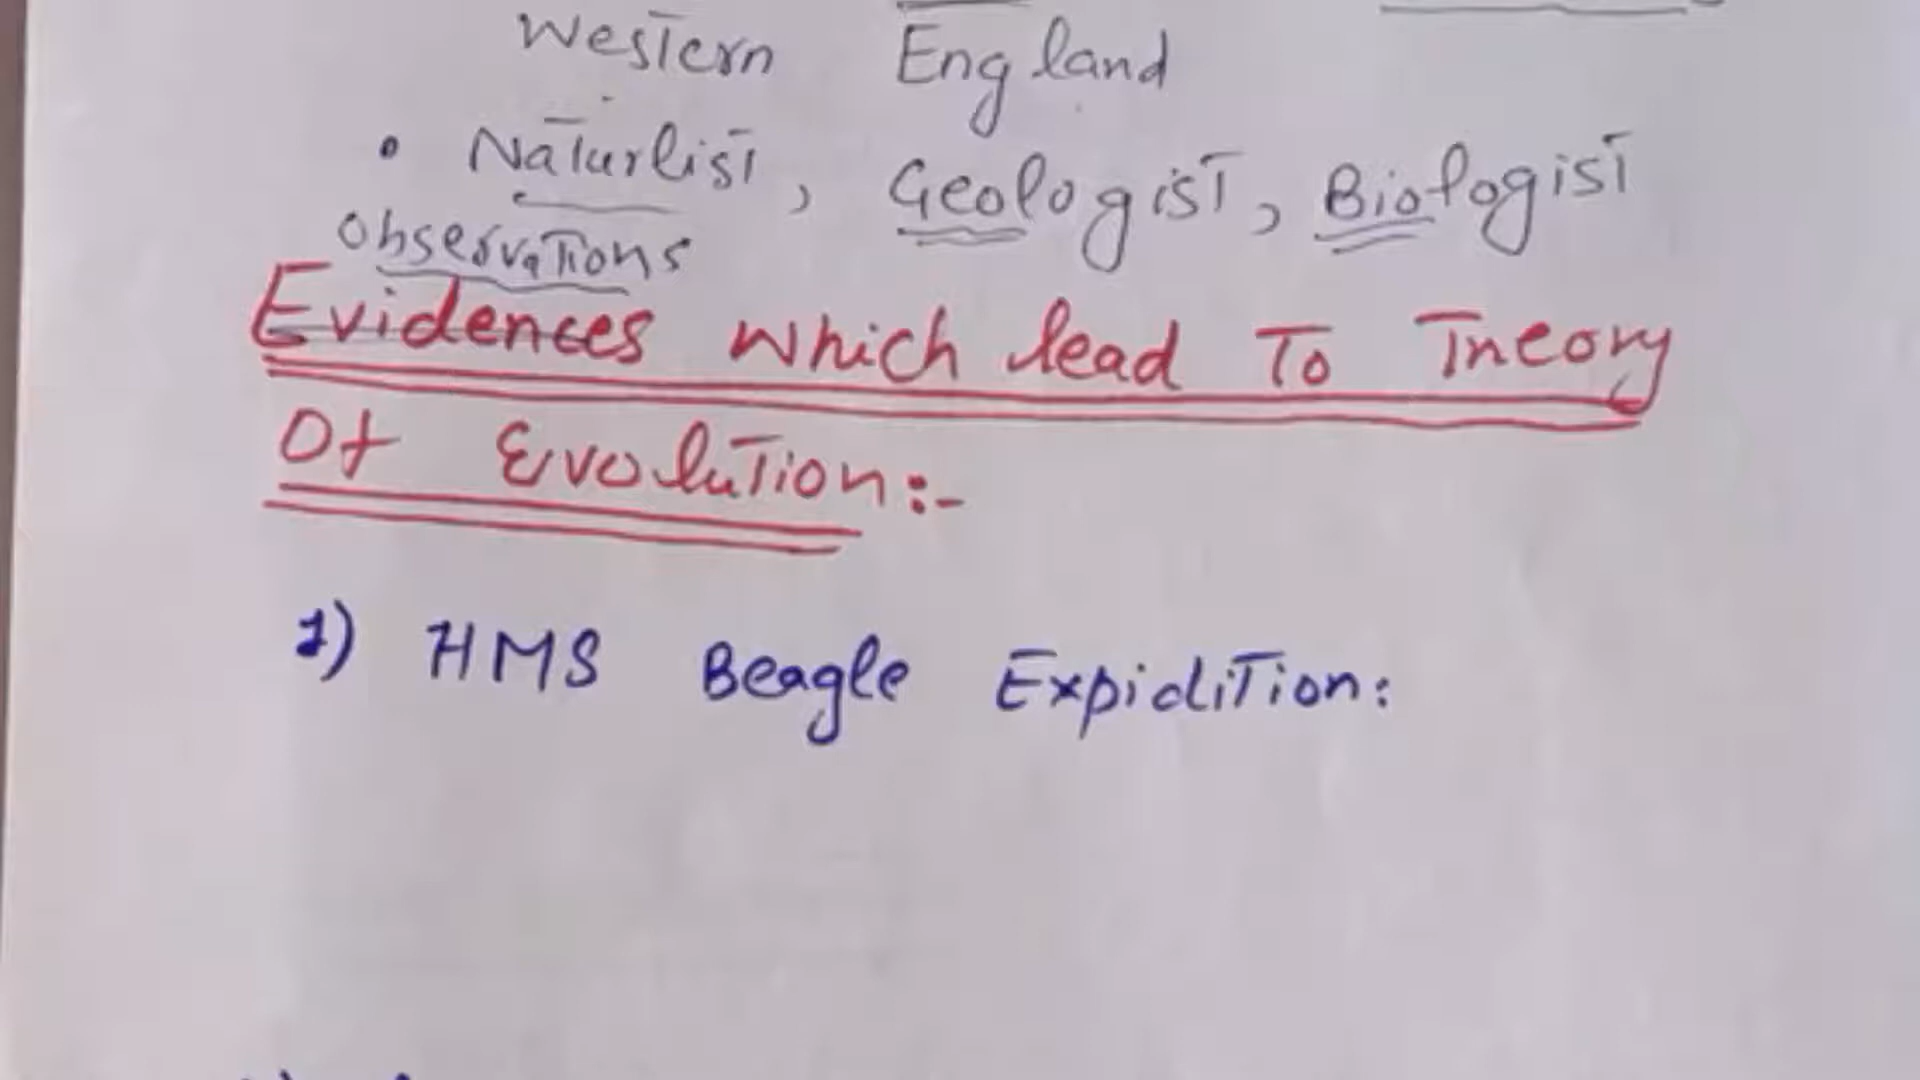 Western England
• Naturlist, Geologist, Biologist
Observations
Evidences which lead To Theory
Of Evolution:-
1) HMS Beagle Expidition: